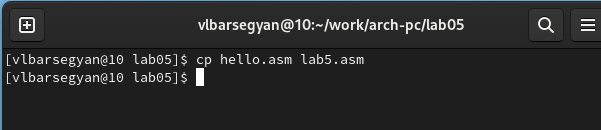 vlbarsegyan@10:~/work/arch-pc/lab05
[vlbarsegyan@10 lab05]$ cp hello.asm lab5.asm
[vlbarsegyan@10 lab05]$